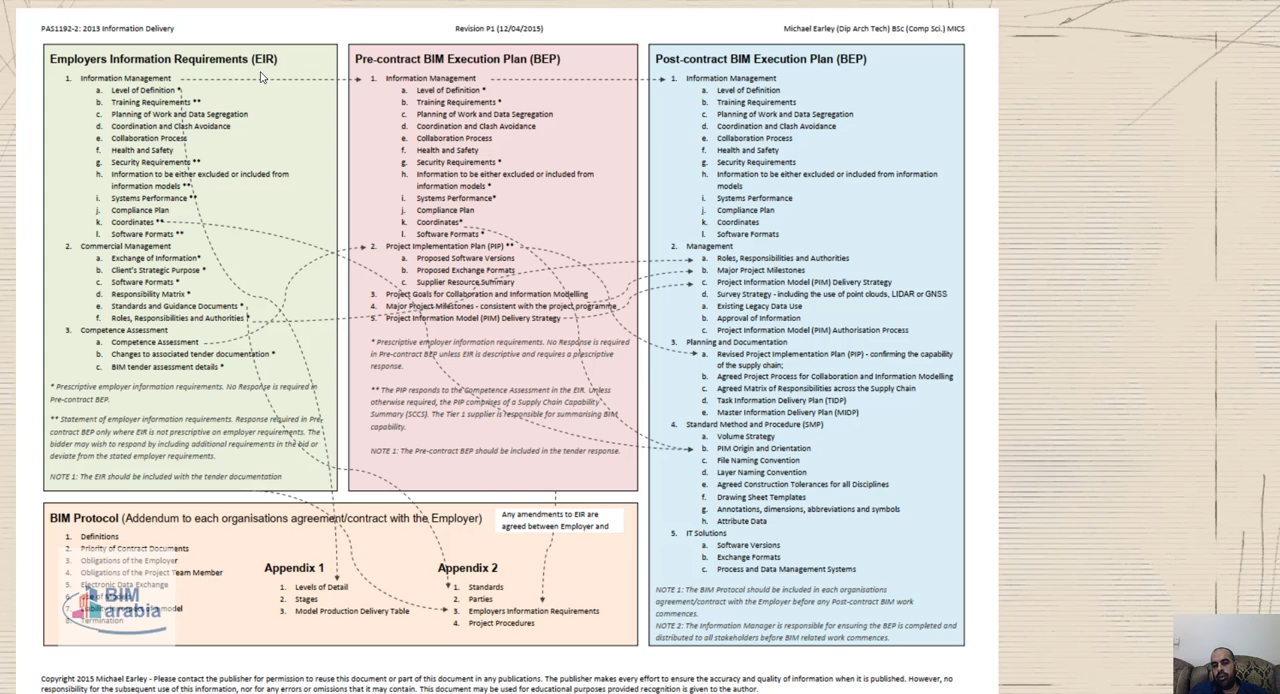 PAS1192-2: 2013 Information Delivery
Revision P1 (12/04/2015)
Michael Earley (Dip Arch Tech) BSc (Comp Sci.) MICS
Employers Information Requirements (EIR)
1. Information Management
a. Level of Definition *
b. Training Requirements **
c. Planning of Work and Data Segregation
d. Coordination and Clash Avoidance
e. Collaboration Process
f. Health and Safety
g. Security Requirements **
h. Information to be either excluded or included from
information models **
i. Systems Performance **
j. Compliance Plan
k. Coordinates **
l. Software Formats **
2. Commercial Management
a. Exchange of Information*
b. Client's Strategic Purpose *
c. Software Formats *
d. Responsibility Matrix *
e. Standards and Guidance Documents *
f. Roles, Responsibilities and Authorities *
3. Competence Assessment
a. Competence Assessment
b. Changes to associated tender documentation *
c. BIM tender assessment details *
* Prescriptive employer information requirements. No Response is required in
Pre-contract BEP.
** Statement of employer information requirements. Response required in Pre-
contract BEP only where EIR is not prescriptive on employer requirements. The
bidder may wish to respond by including additional requirements in the bid or
deviate from the stated employer requirements.
NOTE 1: The EIR should be included with the tender documentation
Pre-contract BIM Execution Plan (BEP)
1. Information Management
a. Level of Definition *
b. Training Requirements *
c. Planning of Work and Data Segregation
d. Coordination and Clash Avoidance
e. Collaboration Process
f. Health and Safety
g. Security Requirements *
h. Information to be either excluded or included from
information models *
i. Systems Performance*
j. Compliance Plan
k. Coordinates*
l. Software Formats *
2. Project Implementation Plan (PIP) **
a. Proposed Software Versions
b. Proposed Exchange Formats
c. Supplier Resource Summary
3. Project Goals for Collaboration and Information Modelling
4. Major Project Milestones - consistent with the project programme
5. Project Information Model (PIM) Delivery Strategy
* Prescriptive employer information requirements. No Response is required
in Pre-contract BEP unless EIR is descriptive and requires a prescriptive
response.
** The PIP responds to the Competence Assessment in the EIR. Unless
otherwise required, the PIP comprises of a Supply Chain Capability
Summary (SCCS). The Tier 1 supplier is responsible for summarising BIM
capability.
NOTE 1: The Pre-contract BEP should be included in the tender response.
Post-contract BIM Execution Plan (BEP)
1. Information Management
a. Level of Definition
b. Training Requirements
c. Planning of Work and Data Segregation
d. Coordination and Clash Avoidance
e. Collaboration Process
f. Health and Safety
g. Security Requirements
h. Information to be either excluded or included from information
models
i. Systems Performance
j. Compliance Plan
k. Coordinates
l. Software Formats
2. Management
a. Roles, Responsibilities and Authorities
b. Major Project Milestones
c. Project Information Model (PIM) Delivery Strategy
d. Survey Strategy - including the use of point clouds, LIDAR or GNSS
a. Existing Legacy Data Use
b. Approval of Information
c. Project Information Model (PIM) Authorisation Process
3. Planning and Documentation
a. Revised Project Implementation Plan (PIP) - confirming the capability
of the supply chain;
b. Agreed Project Process for Collaboration and Information Modelling
c. Agreed Matrix of Responsibilities across the Supply Chain
d. Task Information Delivery Plan (TIDP)
e. Master Information Delivery Plan (MIDP)
4. Standard Method and Procedure (SMP)
a. Volume Strategy
b. PIM Origin and Orientation
c. File Naming Convention
d. Layer Naming Convention
e. Agreed Construction Tolerances for all Disciplines
f. Drawing Sheet Templates
g. Annotations, dimensions, abbreviations and symbols
h. Attribute Data
5. IT Solutions
a. Software Versions
b. Exchange Formats
c. Process and Data Management Systems
NOTE 1: The BIM Protocol should be included in each organisations
agreement/contract with the Employer before any Post-contract BIM work
commences.
NOTE 2: The Information Manager is responsible for ensuring the BEP is completed and
distributed to all stakeholders before BIM related work commences.
BIM Protocol (Addendum to each organisations agreement/contract with the Employer)
Any amendments to EIR are
agreed between Employer and
1. Definitions
2. Priority of Contract Documents
3. Obligations of the Employer
4. Obligations of the Project Team Member
5. Electronic Data Exchange
8. Termination
BIM
arabia
Appendix 1
1. Levels of Detail
2. Stages
3. Model Production Delivery Table
Appendix 2
1. Standards
2. Parties
3. Employers Information Requirements
4. Project Procedures
Copyright 2015 Michael Earley - Please contact the publisher for permission to reuse this document or part of this document in any publications. The publisher makes every effort to ensure the accuracy and quality of information when it is published. However, no
responsibility for the subsequent use of this information, nor for any errors or omissions that it may contain. This document may be used for educational purposes provided recognition is given to the author.